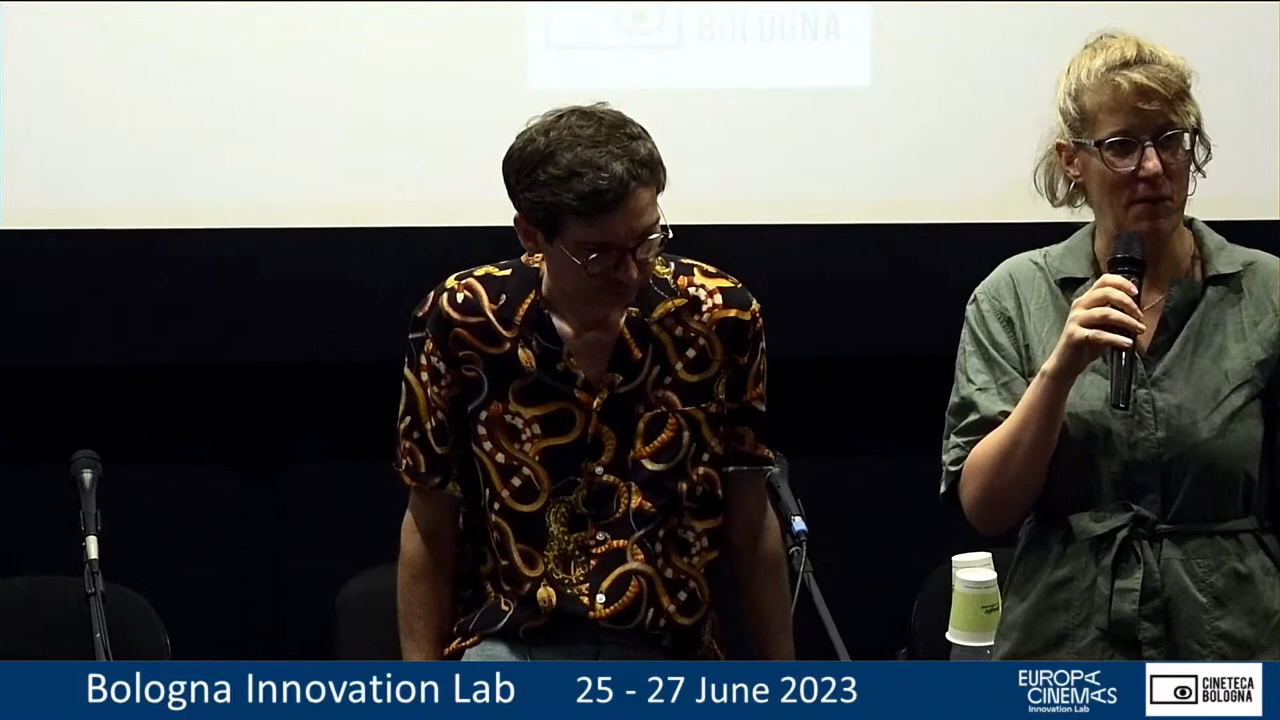 BOLOGNA
Bologna Innovation Lab
25 - 27 June 2023
EUROPA
CINEMAS
Innovation Lab
CINETECA
BOLOGNA